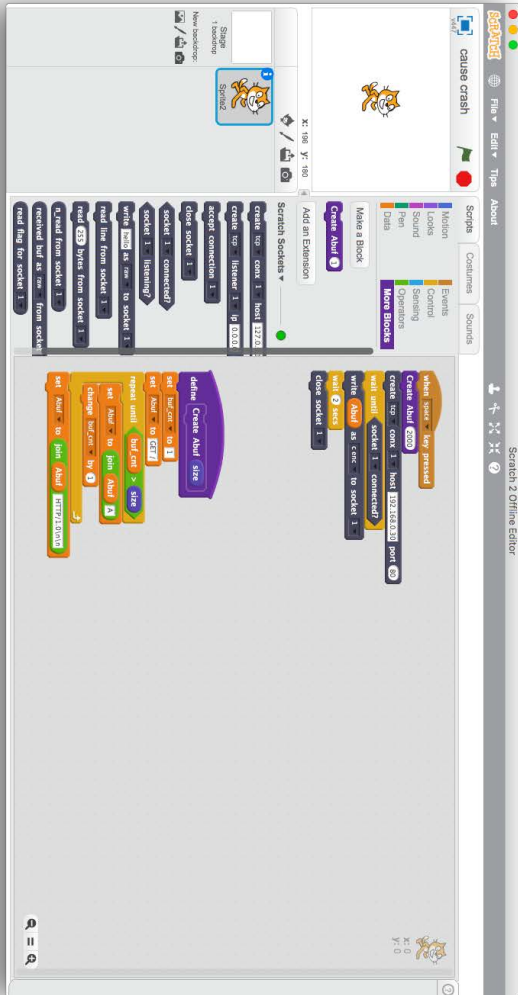 Scratch 2 Offline Editor
SCRATCH File Edit Tips About
cause crash
v447
Scripts Costumes Sounds
Motion
Looks
Sound
Pen
Data
Events
Control
Sensing
Operators
More Blocks
Make a Block
Create Abuf 1
Add an Extension
Scratch Sockets
create tcp conx 1 host 127.0.
create tcp listener 1 ip 0.0.0.
accept connection 1
close socket 1
socket 1 connected?
socket 1 listening?
write hello as raw to socket 1
read line from socket 1
read 255 bytes from socket 1
n_read from socket 1
received buf as raw from socke
read flag for socket 1
x: 196 y: 180
Sprite2
Stage
1 backdrop
New backdrop:
when space key pressed
Create Abuf 2000
create tcp conx 1 host 192.168.0.30 port 80
wait until socket 1 connected?
write Abuf as c enc to socket 1
wait 2 secs
close socket 1
define Create Abuf size
set buf_cnt to 1
set Abuf to GET /
repeat until buf_cnt > size
set Abuf to join Abuf A
change buf_cnt by 1
set Abuf to join Abuf HTTP/1.0\n\n
x: 0
y: 0